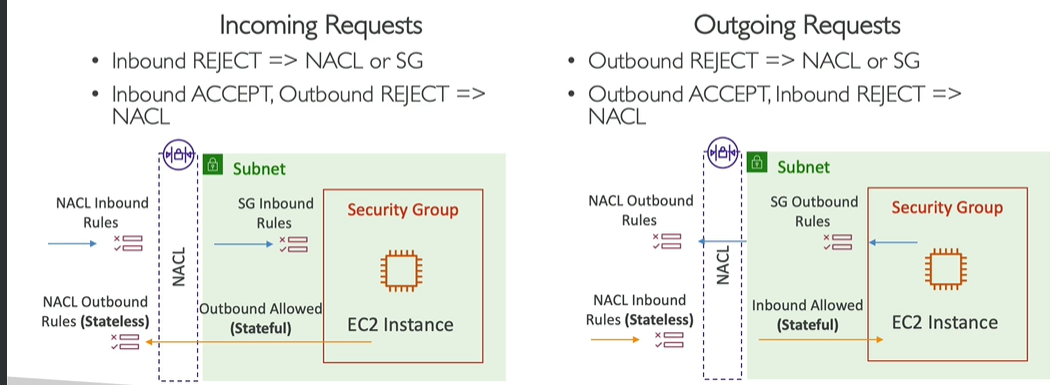 Incoming Requests
• Inbound REJECT => NACL or SG
• Inbound ACCEPT, Outbound REJECT =>
NACL
Subnet
NACL Inbound
Rules
SG Inbound
Rules
Security Group
NACL
NACL Outbound
Rules (Stateless)
Outbound Allowed
(Stateful)
EC2 Instance
Outgoing Requests
• Outbound REJECT => NACL or SG
• Outbound ACCEPT, Inbound REJECT =>
NACL
Subnet
NACL Outbound
Rules
SG Outbound
Rules
Security Group
NACL
NACL Inbound
Rules (Stateless)
Inbound Allowed
(Stateful)
EC2 Instance